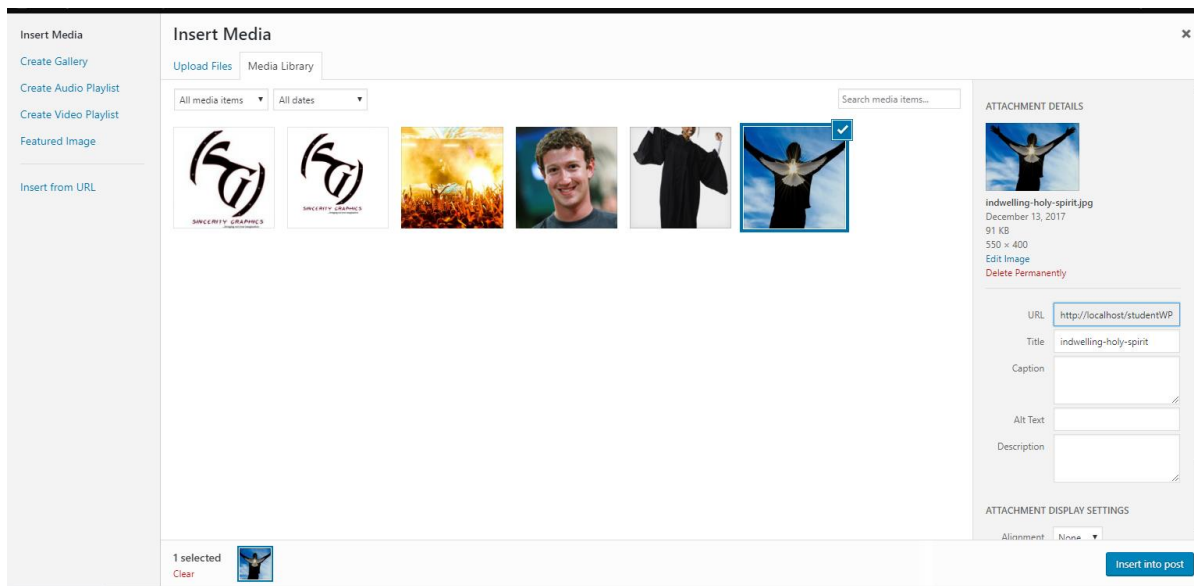 Insert Media
Create Gallery
Create Audio Playlist
Create Video Playlist
Featured Image
Insert from URL
Insert Media
Upload Files
Media Library
All media items
All dates
Search media items...
SINCERITY GRAPHICS
SINCERITY GRAPHICS
ATTACHMENT DETAILS
indwelling-holy-spirit.jpg
December 13, 2017
91 KB
550 × 400
Edit Image
Delete Permanently
URL http://localhost/studentWP
Title indwelling-holy-spirit
Caption
Alt Text
Description
ATTACHMENT DISPLAY SETTINGS
Alignment None
1 selected
Clear
Insert into post